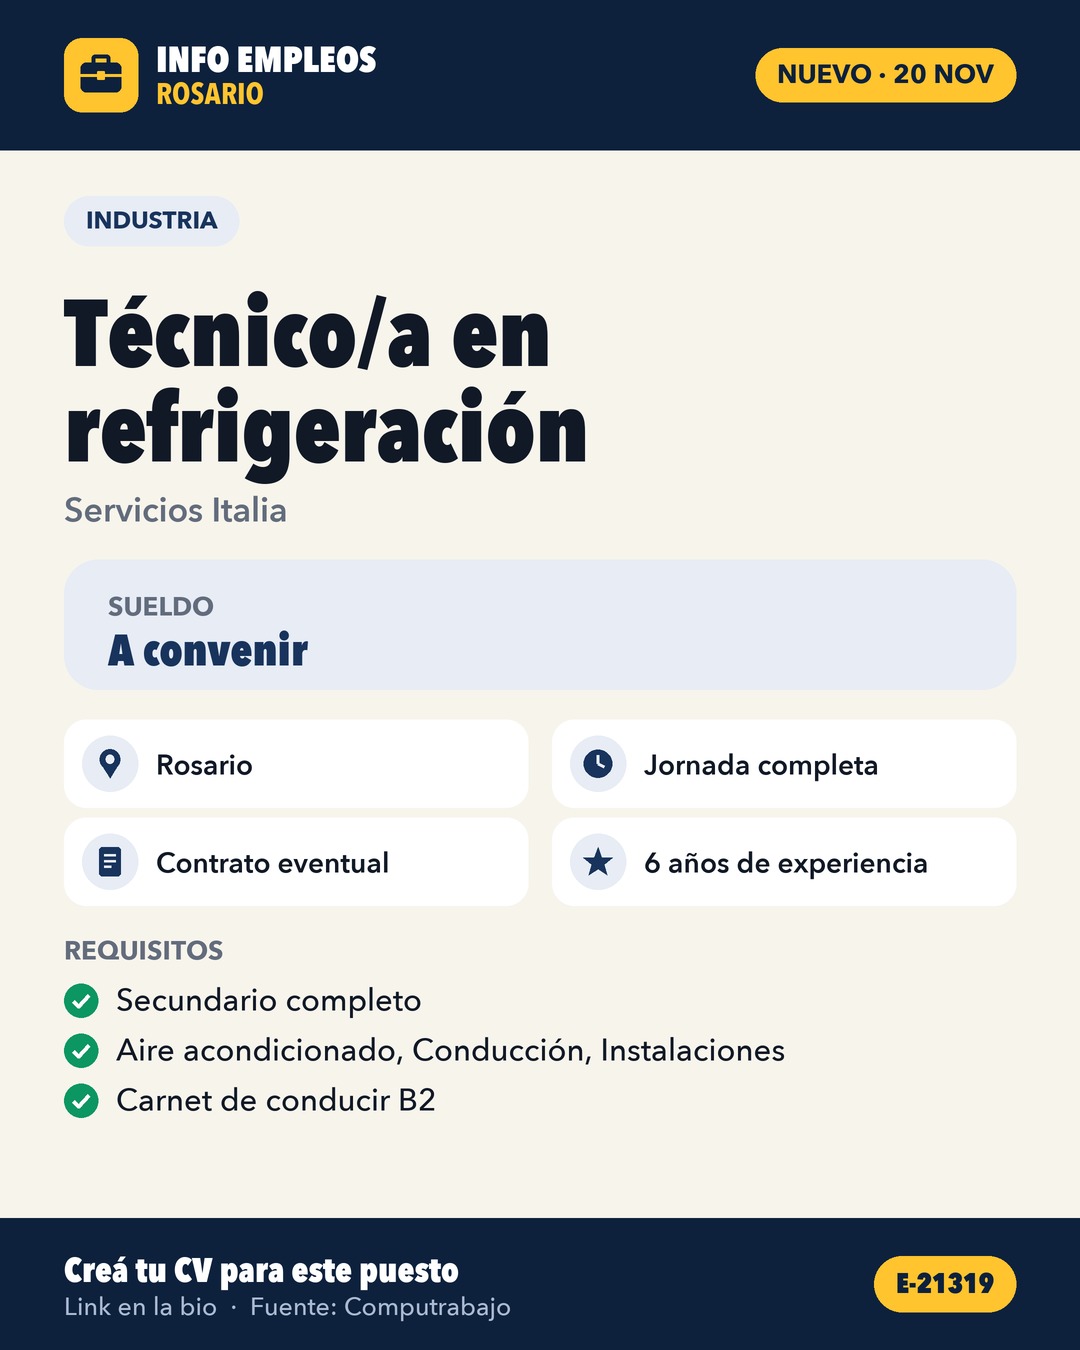 INFO EMPLEOS
ROSARIO
NUEVO · 20 NOV
INDUSTRIA
Técnico/a en
refrigeración
Servicios Italia
SUELDO
A convenir
Rosario
Jornada completa
Contrato eventual
6 años de experiencia
REQUISITOS
Secundario completo
Aire acondicionado, Conducción, Instalaciones
Carnet de conducir B2
Creá tu CV para este puesto
Link en la bio · Fuente: Computrabajo
E-21319